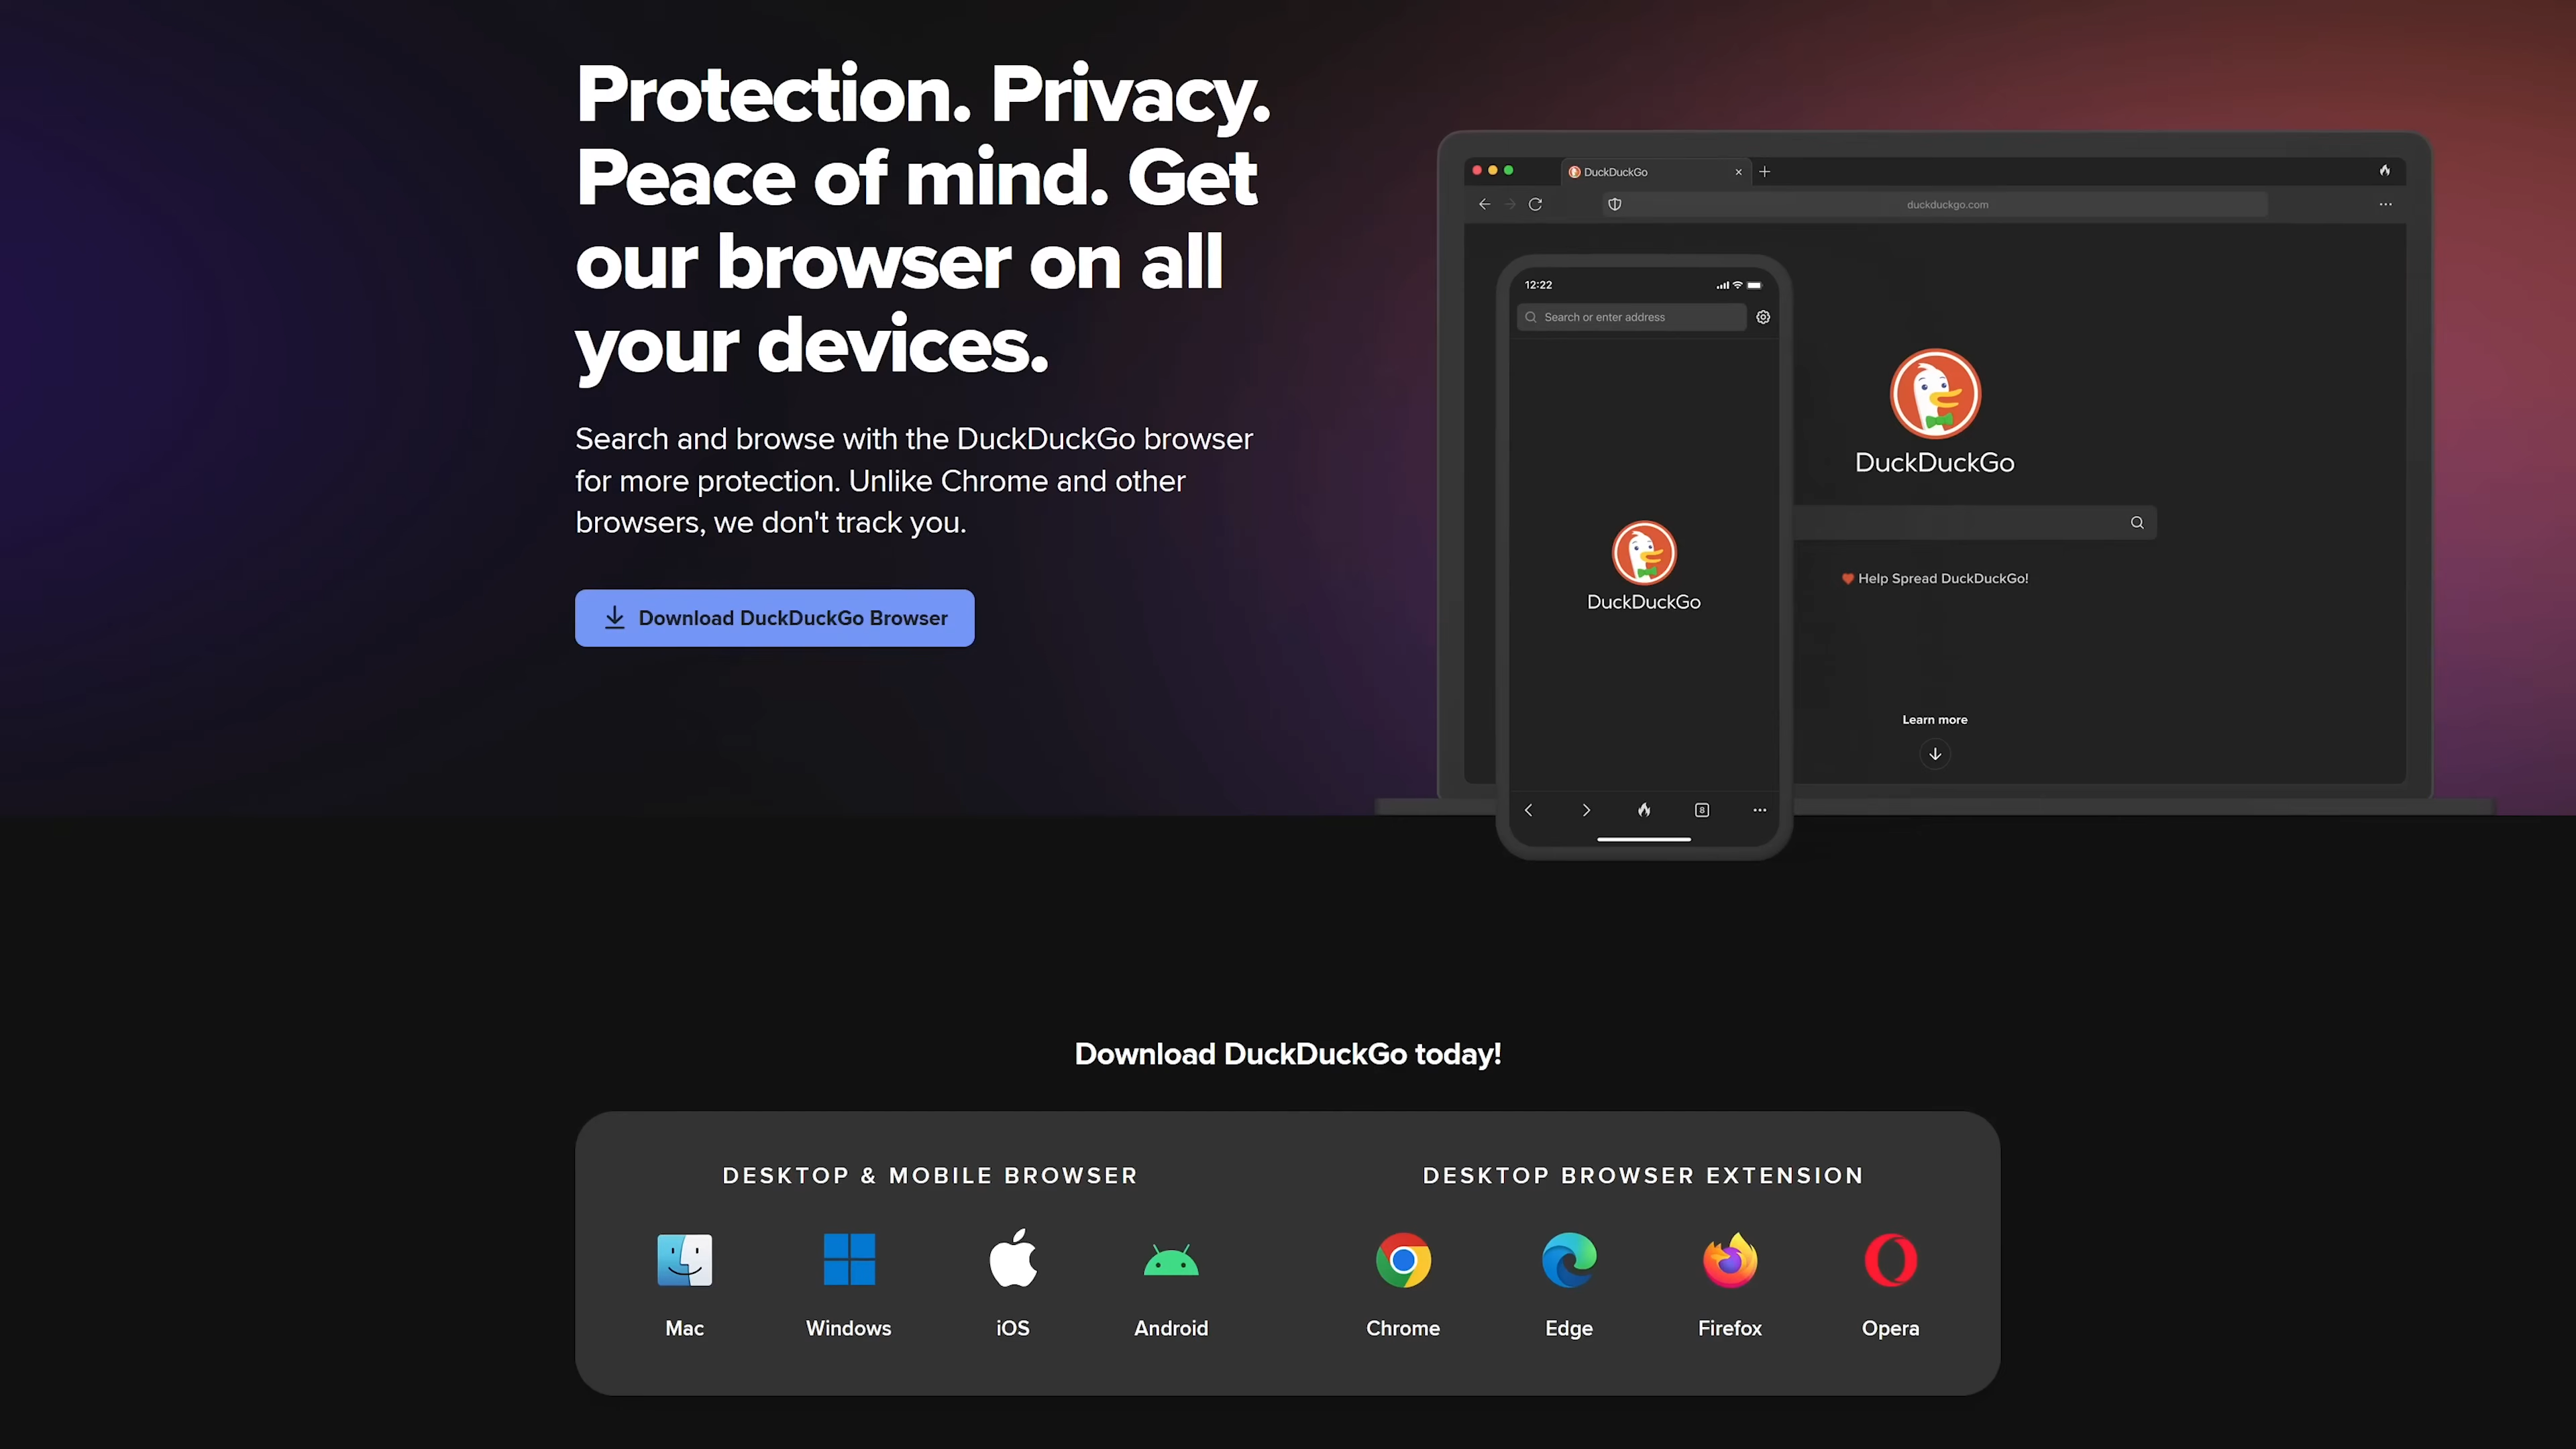 Protection. Privacy.
Peace of mind. Get
our browser on all
your devices.
Search and browse with the DuckDuckGo browser
for more protection. Unlike Chrome and other
browsers, we don't track you.
Download DuckDuckGo Browser
DuckDuckGo
duckduckgo.com
12:22
Search or enter address
DuckDuckGo
DuckDuckGo
Help Spread DuckDuckGo!
Learn more
8
Download DuckDuckGo today!
DESKTOP & MOBILE BROWSER
Mac
Windows
iOS
Android
DESKTOP BROWSER EXTENSION
Chrome
Edge
Firefox
Opera